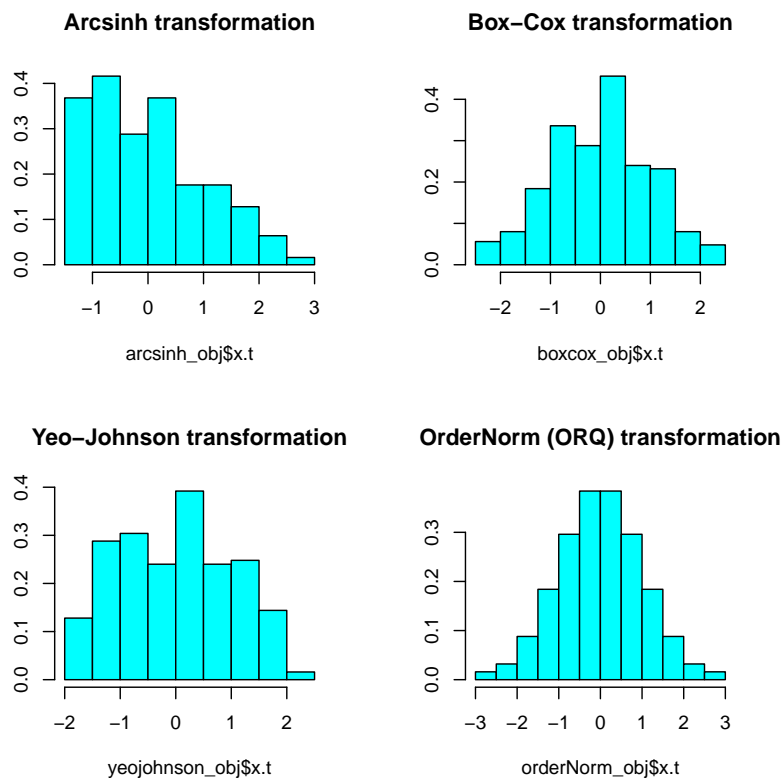 Arcsinh transformation
0.0 0.1 0.2 0.3 0.4
−1 0 1 2 3
arcsinh_obj$x.t
Box−Cox transformation
0.0 0.2 0.4
−2 −1 0 1 2
boxcox_obj$x.t
Yeo−Johnson transformation
0.0 0.1 0.2 0.3 0.4
−2 −1 0 1 2
yeojohnson_obj$x.t
OrderNorm (ORQ) transformation
0.0 0.1 0.2 0.3
−3 −2 −1 0 1 2 3
orderNorm_obj$x.t